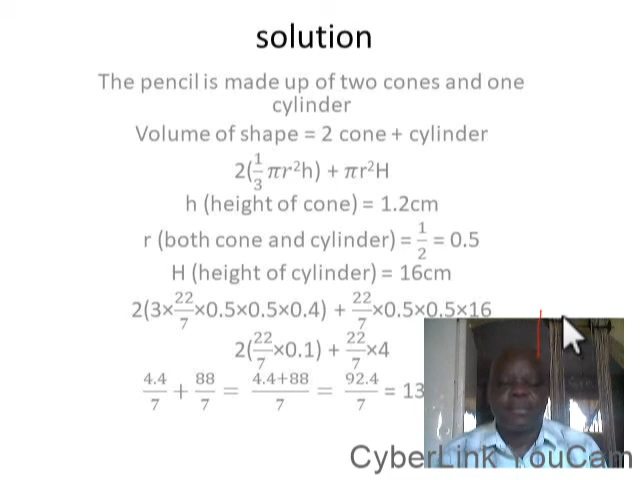 solution
The pencil is made up of two cones and one
cylinder
Volume of shape = 2 cone + cylinder
2(1/3 πr²h) + πr²H
h (height of cone) = 1.2cm
r (both cone and cylinder) = 1/2 = 0.5
H (height of cylinder) = 16cm
2(3×22/7×0.5×0.5×0.4) + 22/7×0.5×0.5×16
2(22/7×0.1) + 22/7×4
4.4/7 + 88/7 = 4.4+88/7 = 92.4/7 = 13
CyberLink YouCam